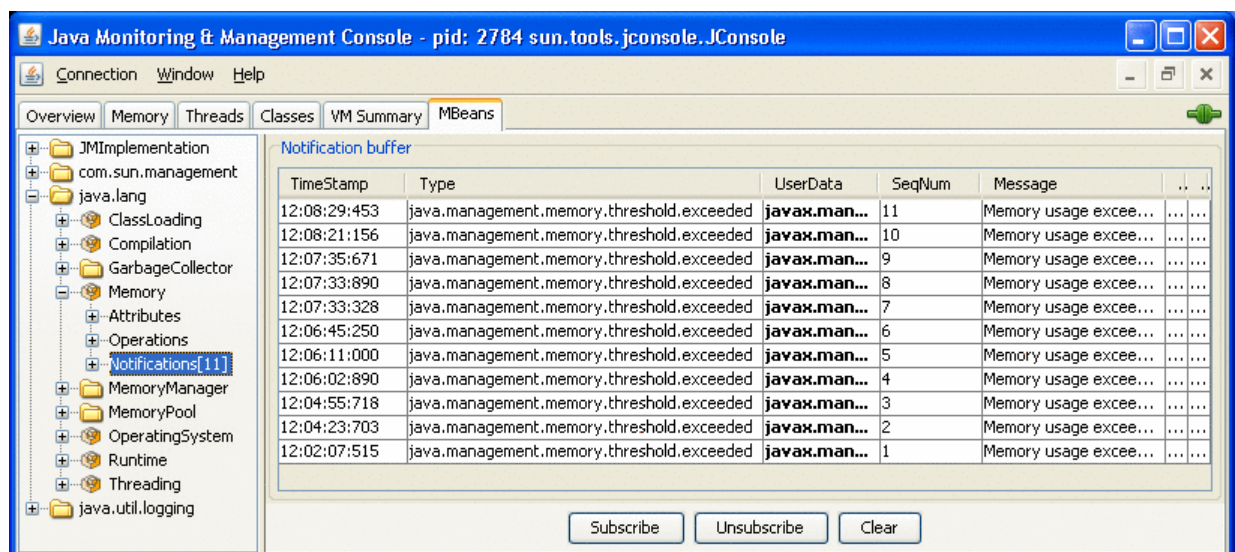 Java Monitoring & Management Console - pid: 2784 sun.tools.jconsole.JConsole
Connection Window Help
Overview Memory Threads Classes VM Summary MBeans
JMImplementation
com.sun.management
java.lang
ClassLoading
Compilation
GarbageCollector
Memory
Attributes
Operations
Notifications[11]
MemoryManager
MemoryPool
OperatingSystem
Runtime
Threading
java.util.logging
Notification buffer
TimeStamp Type UserData SeqNum Message .. ..
12:08:29:453 java.management.memory.threshold.exceeded javax.man... 11 Memory usage excee... ... ...
12:08:21:156 java.management.memory.threshold.exceeded javax.man... 10 Memory usage excee... ... ...
12:07:35:671 java.management.memory.threshold.exceeded javax.man... 9 Memory usage excee... ... ...
12:07:33:890 java.management.memory.threshold.exceeded javax.man... 8 Memory usage excee... ... ...
12:07:33:328 java.management.memory.threshold.exceeded javax.man... 7 Memory usage excee... ... ...
12:06:45:250 java.management.memory.threshold.exceeded javax.man... 6 Memory usage excee... ... ...
12:06:11:000 java.management.memory.threshold.exceeded javax.man... 5 Memory usage excee... ... ...
12:06:02:890 java.management.memory.threshold.exceeded javax.man... 4 Memory usage excee... ... ...
12:04:55:718 java.management.memory.threshold.exceeded javax.man... 3 Memory usage excee... ... ...
12:04:23:703 java.management.memory.threshold.exceeded javax.man... 2 Memory usage excee... ... ...
12:02:07:515 java.management.memory.threshold.exceeded javax.man... 1 Memory usage excee... ... ...
Subscribe Unsubscribe Clear